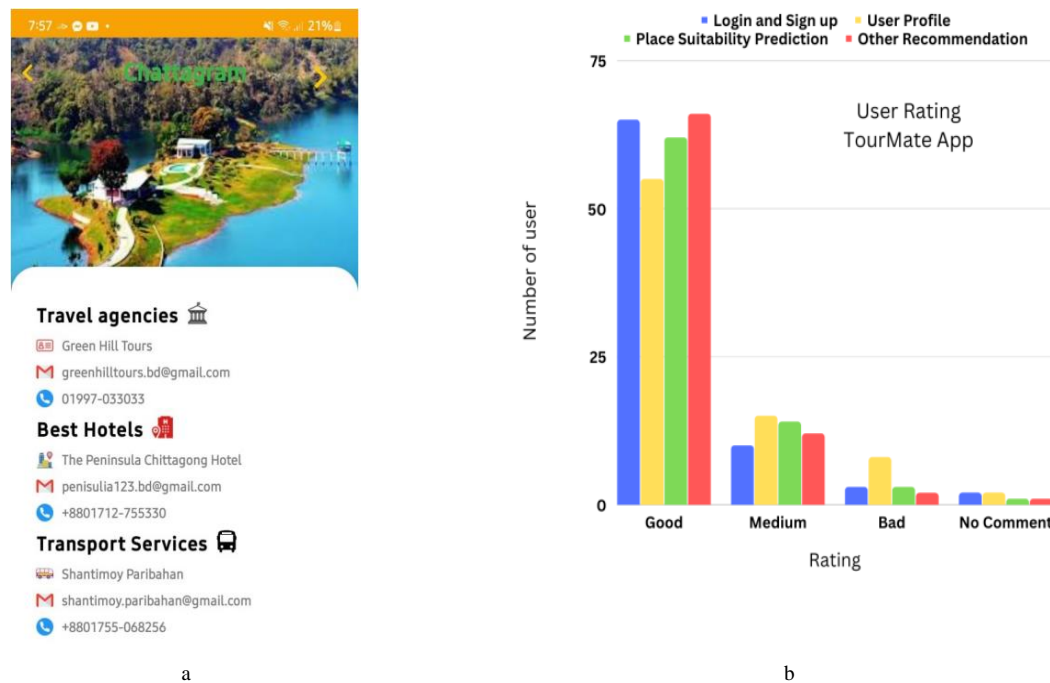 7:57
21%
Chattagram
Travel agencies
Green Hill Tours
greenhilltours.bd@gmail.com
01997-033033
Best Hotels
The Peninsula Chittagong Hotel
penisulia123.bd@gmail.com
+8801712-755330
Transport Services
Shantimoy Paribahan
shantimoy.paribahan@gmail.com
+8801755-068256
a
Login and Sign up User Profile
Place Suitability Prediction Other Recommendation
75
User Rating
TourMate App
50
Number of user
25
0
Good Medium Bad No Comment
Rating
b